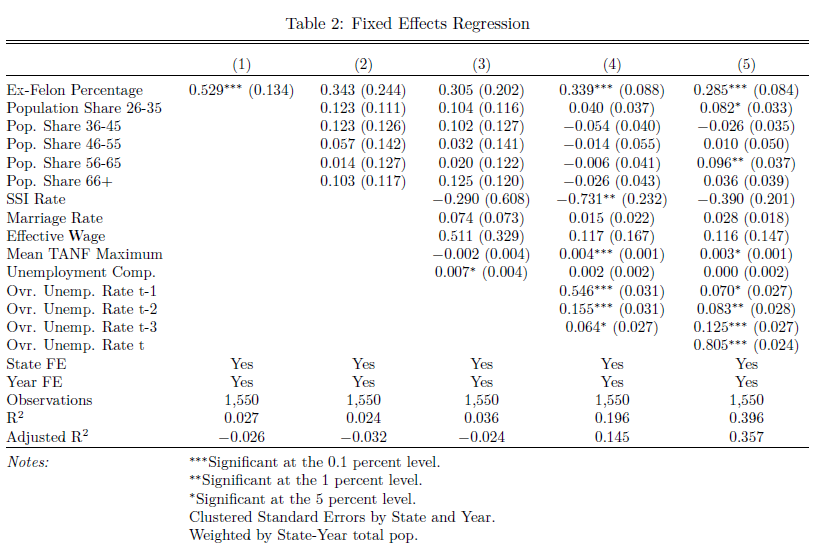 Table 2: Fixed Effects Regression
(1) (2) (3) (4) (5)
Ex-Felon Percentage 0.529*** (0.134) 0.343 (0.244) 0.305 (0.202) 0.339*** (0.088) 0.285*** (0.084)
Population Share 26-35 0.123 (0.111) 0.104 (0.116) 0.040 (0.037) 0.082* (0.033)
Pop. Share 36-45 0.123 (0.126) 0.102 (0.127) −0.054 (0.040) −0.026 (0.035)
Pop. Share 46-55 0.057 (0.142) 0.032 (0.141) −0.014 (0.055) 0.010 (0.050)
Pop. Share 56-65 0.014 (0.127) 0.020 (0.122) −0.006 (0.041) 0.096** (0.037)
Pop. Share 66+ 0.103 (0.117) 0.125 (0.120) −0.026 (0.043) 0.036 (0.039)
SSI Rate −0.290 (0.608) −0.731** (0.232) −0.390 (0.201)
Marriage Rate 0.074 (0.073) 0.015 (0.022) 0.028 (0.018)
Effective Wage 0.511 (0.329) 0.117 (0.167) 0.116 (0.147)
Mean TANF Maximum −0.002 (0.004) 0.004*** (0.001) 0.003* (0.001)
Unemployment Comp. 0.007* (0.004) 0.002 (0.002) 0.000 (0.002)
Ovr. Unemp. Rate t-1 0.546*** (0.031) 0.070* (0.027)
Ovr. Unemp. Rate t-2 0.155*** (0.031) 0.083** (0.028)
Ovr. Unemp. Rate t-3 0.064* (0.027) 0.125*** (0.027)
Ovr. Unemp. Rate t 0.805*** (0.024)
State FE Yes Yes Yes Yes Yes
Year FE Yes Yes Yes Yes Yes
Observations 1,550 1,550 1,550 1,550 1,550
R² 0.027 0.024 0.036 0.196 0.396
Adjusted R² −0.026 −0.032 −0.024 0.145 0.357
Notes: ***Significant at the 0.1 percent level.
**Significant at the 1 percent level.
*Significant at the 5 percent level.
Clustered Standard Errors by State and Year.
Weighted by State-Year total pop.